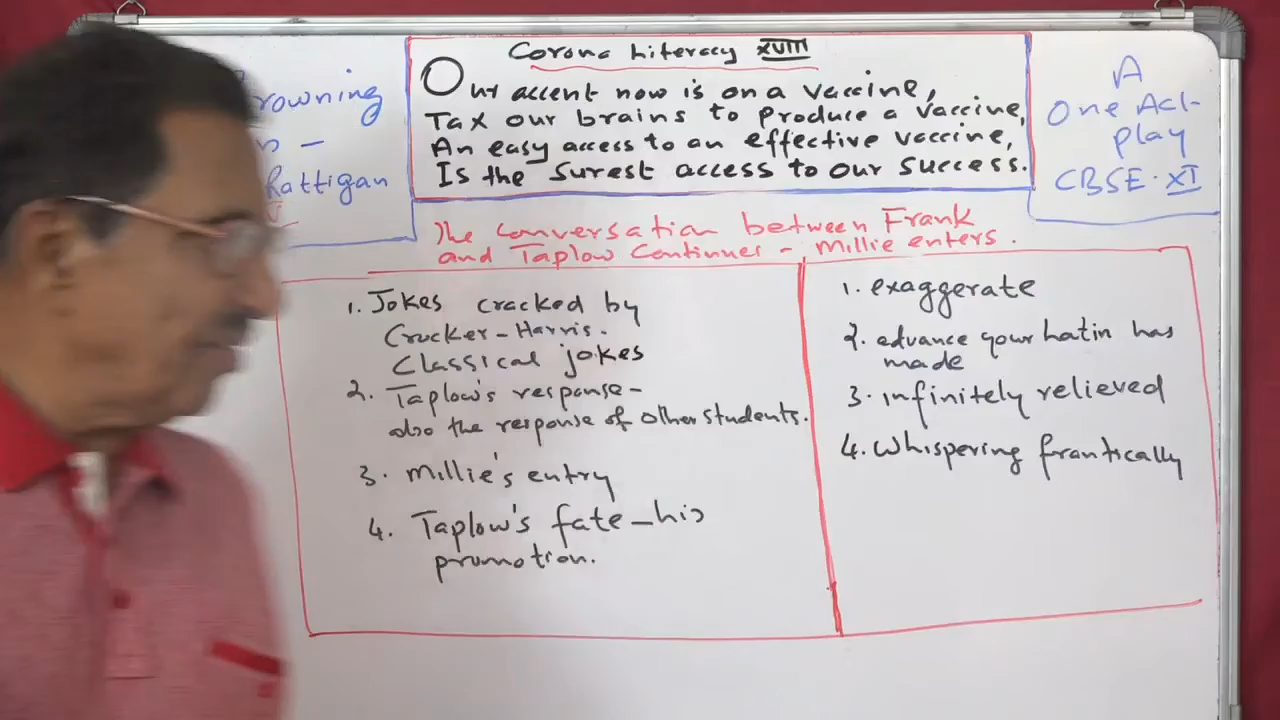 rowning
n –
Rattigan
V
Corona Literacy XVIII
Our accent now is on a vaccine,
Tax our brains to produce a vaccine,
An easy access to an effective vaccine,
Is the surest access to our success.
A
One Act-
play
CBSE. XI
The conversation between Frank
and Taplow Continues - Millie enters.
1. Jokes cracked by
Crocker-Harris.
Classical jokes
2. Taplow's response-
also the response of other students.
3. Millie's entry
4. Taplow's fate - his
promotion.
1. exaggerate
2. advance your Latin has
made
3. infinitely relieved
4. whispering frantically